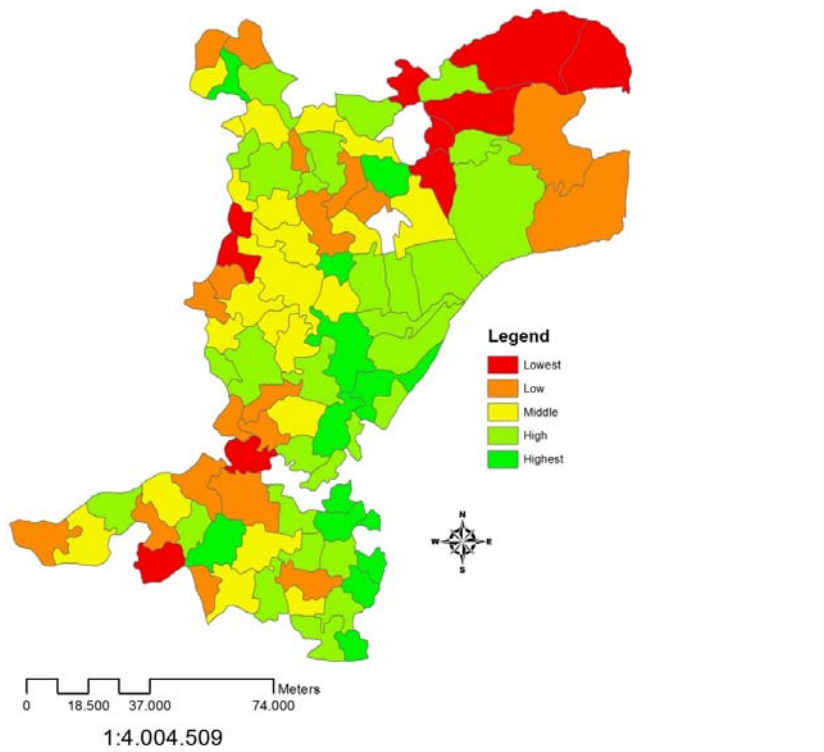 Legend
Lowest
Low
Middle
High
Highest
N
W E
S
Meters
0 18.500 37.000 74.000
1:4.004.509